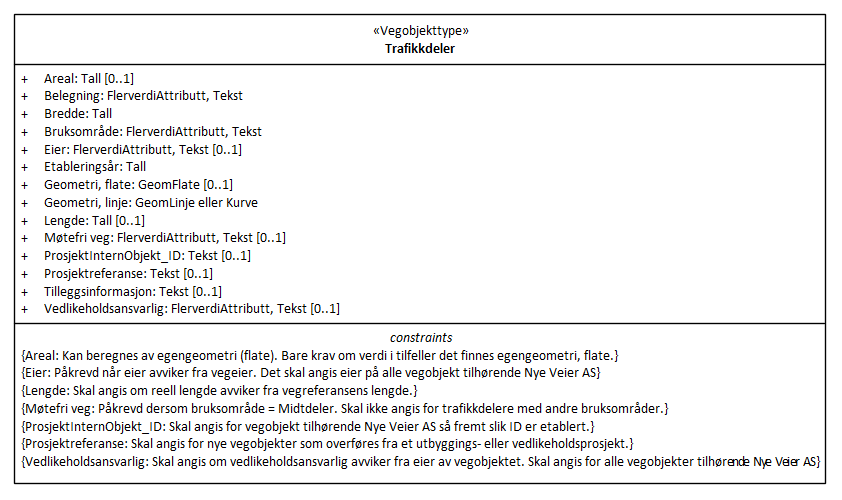 «Vegobjekttype»
Trafikkdeler
+ Areal: Tall [0..1]
+ Belegning: FlerverdiAttributt, Tekst
+ Bredde: Tall
+ Bruksområde: FlerverdiAttributt, Tekst
+ Eier: FlerverdiAttributt, Tekst [0..1]
+ Etableringsår: Tall
+ Geometri, flate: GeomFlate [0..1]
+ Geometri, linje: GeomLinje eller Kurve
+ Lengde: Tall [0..1]
+ Møtefri veg: FlerverdiAttributt, Tekst [0..1]
+ ProsjektInternObjekt_ID: Tekst [0..1]
+ Prosjektreferanse: Tekst [0..1]
+ Tilleggsinformasjon: Tekst [0..1]
+ Vedlikeholdsansvarlig: FlerverdiAttributt, Tekst [0..1]
constraints
{Areal: Kan beregnes av egengeometri (flate). Bare krav om verdi i tilfeller det finnes egengeometri, flate.}
{Eier: Påkrevd når eier avviker fra vegeier. Det skal angis eier på alle vegobjekt tilhørende Nye Veier AS}
{Lengde: Skal angis om reell lengde avviker fra vegreferansens lengde.}
{Møtefri veg: Påkrevd dersom bruksområde = Midtdeler. Skal ikke angis for trafikkdelere med andre bruksområder.}
{ProsjektInternObjekt_ID: Skal angis for vegobjekt tilhørende Nye Veier AS så fremt slik ID er etablert.}
{Prosjektreferanse: Skal angis for nye vegobjekter som overføres fra et utbyggings- eller vedlikeholdsprosjekt.}
{Vedlikeholdsansvarlig: Skal angis om vedlikeholdsansvarlig avviker fra eier av vegobjektet. Skal angis for alle vegobjekter tilhørende Nye Veier AS}